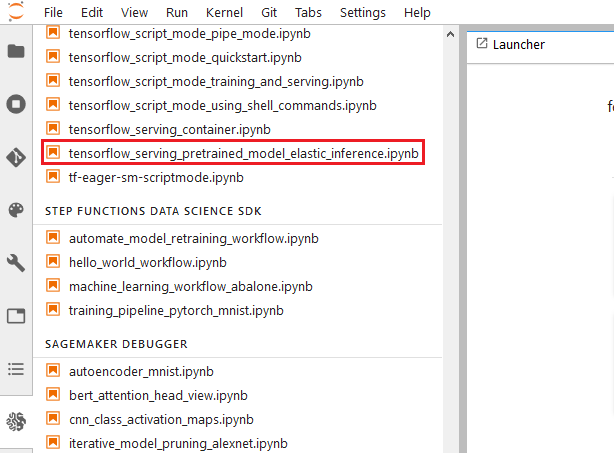 File Edit View Run Kernel Git Tabs Settings Help
tensorflow_script_mode_pipe_mode.ipynb
tensorflow_script_mode_quickstart.ipynb
tensorflow_script_mode_training_and_serving.ipynb
tensorflow_script_mode_using_shell_commands.ipynb
tensorflow_serving_container.ipynb
tensorflow_serving_pretrained_model_elastic_inference.ipynb
tf-eager-sm-scriptmode.ipynb
STEP FUNCTIONS DATA SCIENCE SDK
automate_model_retraining_workflow.ipynb
hello_world_workflow.ipynb
machine_learning_workflow_abalone.ipynb
training_pipeline_pytorch_mnist.ipynb
SAGEMAKER DEBUGGER
autoencoder_mnist.ipynb
bert_attention_head_view.ipynb
cnn_class_activation_maps.ipynb
iterative_model_pruning_alexnet.ipynb
Launcher